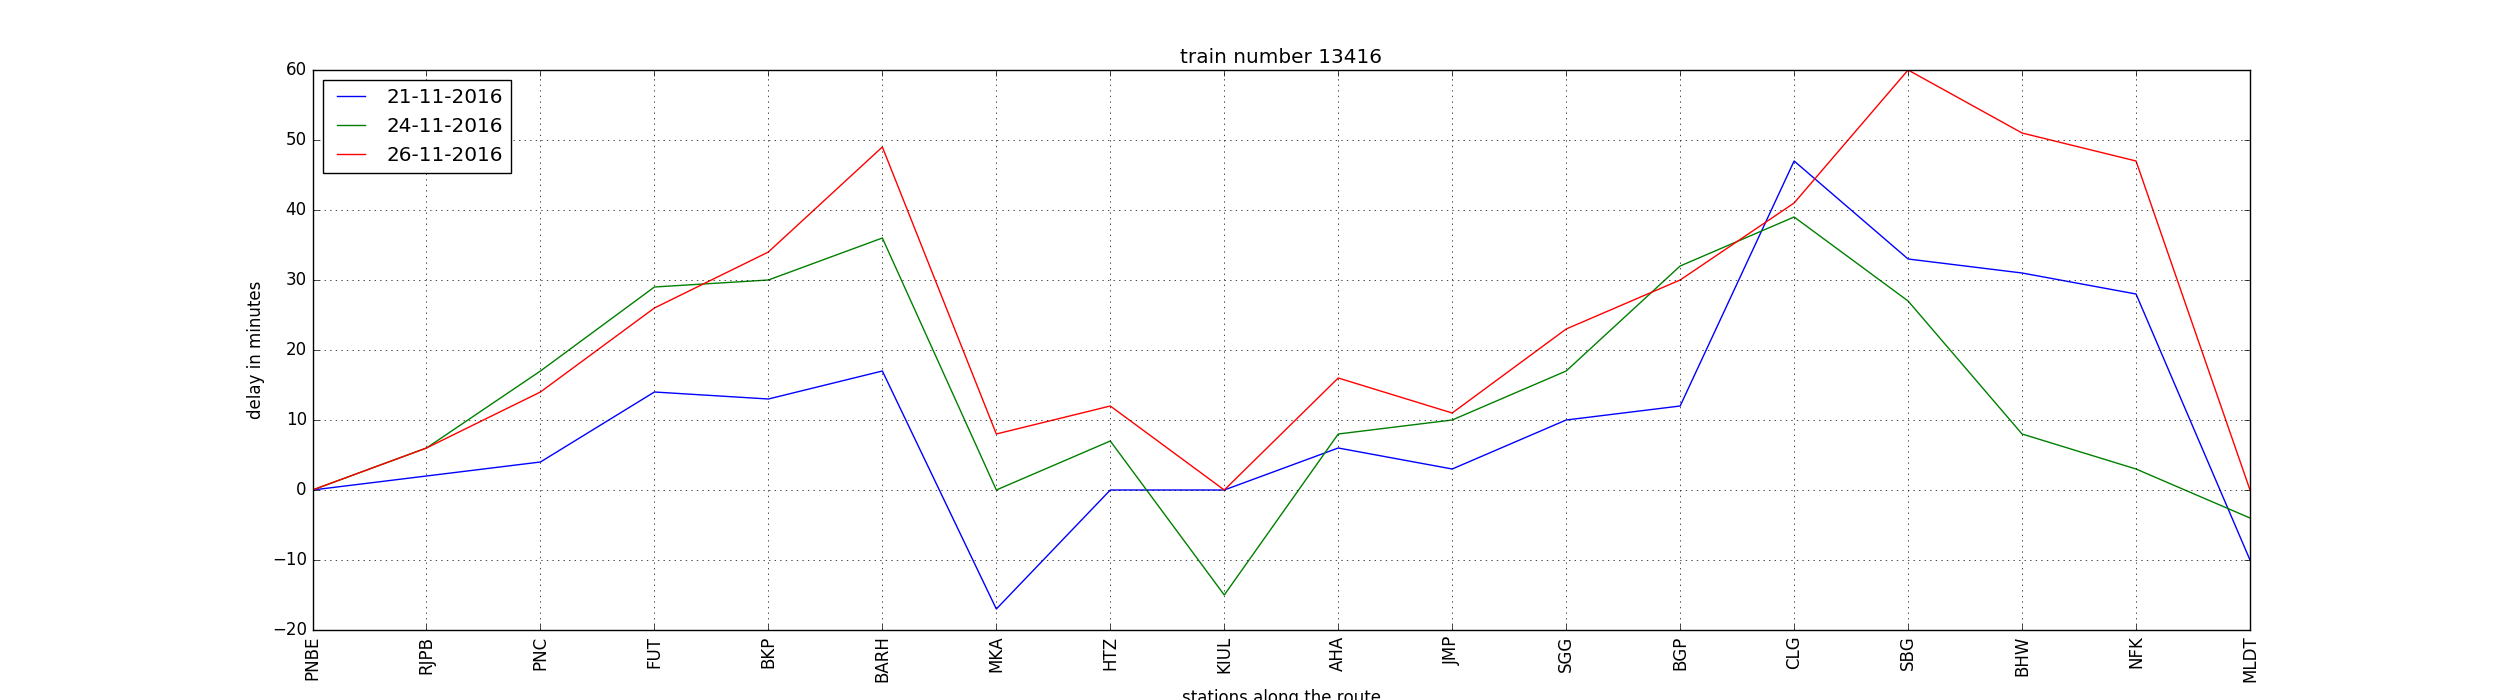 train number 13416
60
50
40
30
20
10
0
−10
−20
delay in minutes
21-11-2016
24-11-2016
26-11-2016
PNBE
RJPB
PNC
FUT
BKP
BARH
MKA
HTZ
KIUL
AHA
JMP
SGG
BGP
CLG
SBG
BHW
NFK
MLDT
stations along the route